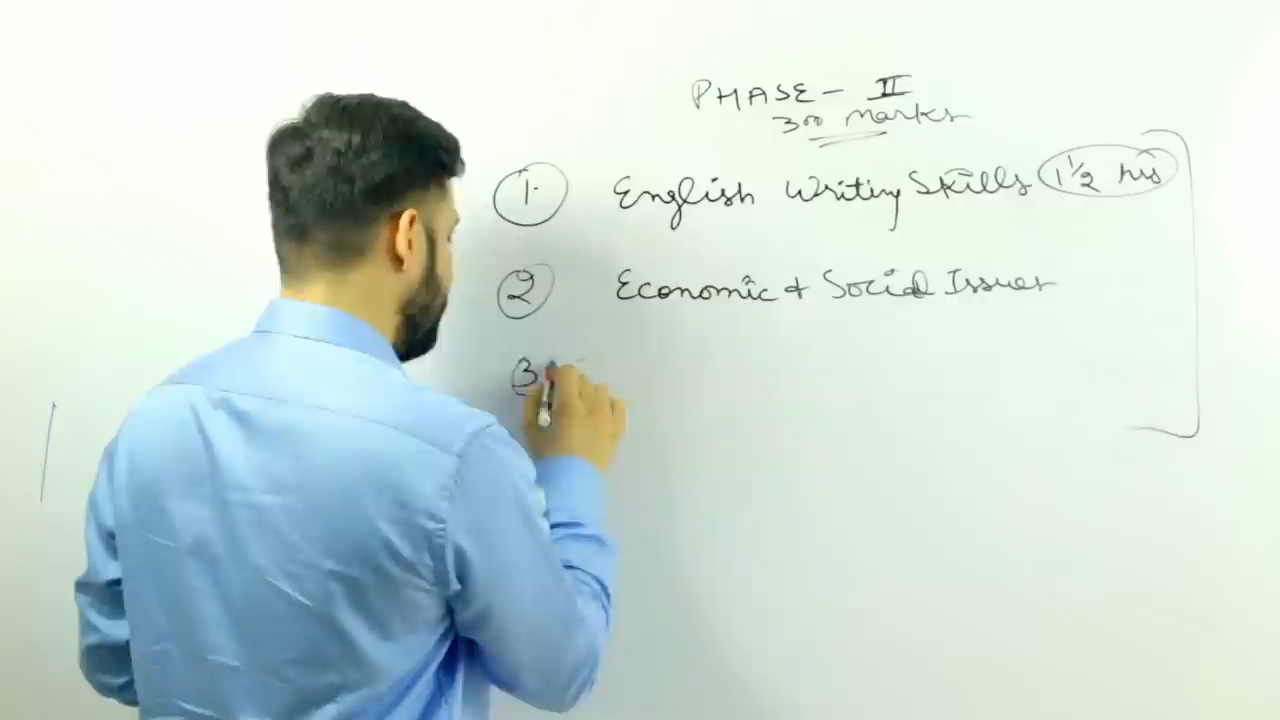 PHASE - II
300 marks
1. English Writing Skills 1½ hrs
2 Economic & Social Issues
3